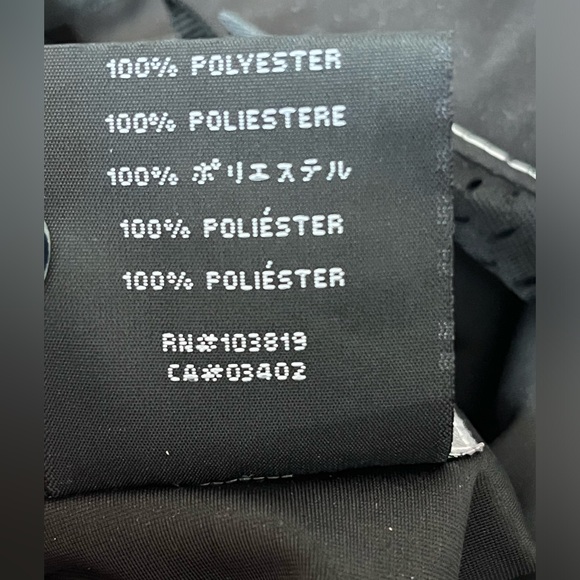 100% POLYESTER
100% POLIESTERE
100% ポリエステル
100% POLIÉSTER
100% POLIÉSTER
RN#103819
CA#03402